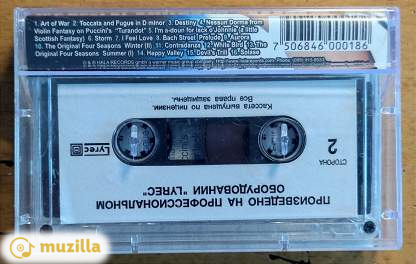 1. Art of War 2. Toccata and Fugue in D minor 3. Destiny 4. Nessun Dorma from
Violin Fantasy on Puccini's "Turandot" 5. I'm a-doun for lack o'Johnnie (a little
Scottish Fantasy) 6. Storm 7. I Feel Love 8. Bach Street Prelude 9. Aurora
10. The Original Four Seasons Winter (II) 11. Contradanza 12. White Bird 13. The
Original Four Seasons Summer (I) 14. Happy Valley 15. Devil's Trill 16. Solace
7 506846 000186
ПРОИЗВЕДЕНО НА ПРОФЕССИОНАЛЬНОМ
ОБОРУДОВАНИИ "LYREC"
СТОРОНА
2
Lyrec
Кассета выпущена по лицензии.
Все права защищены.
muzilla